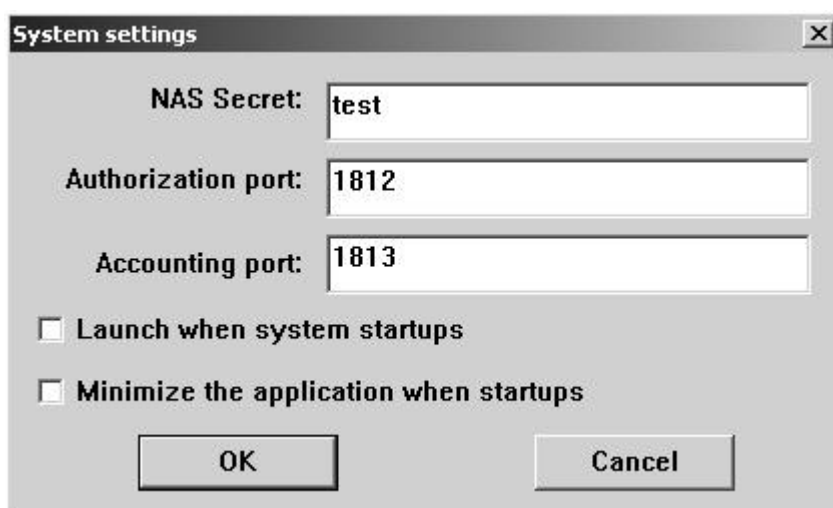 System settings
NAS Secret: test
Authorization port: 1812
Accounting port: 1813
Launch when system startups
Minimize the application when startups
OK Cancel